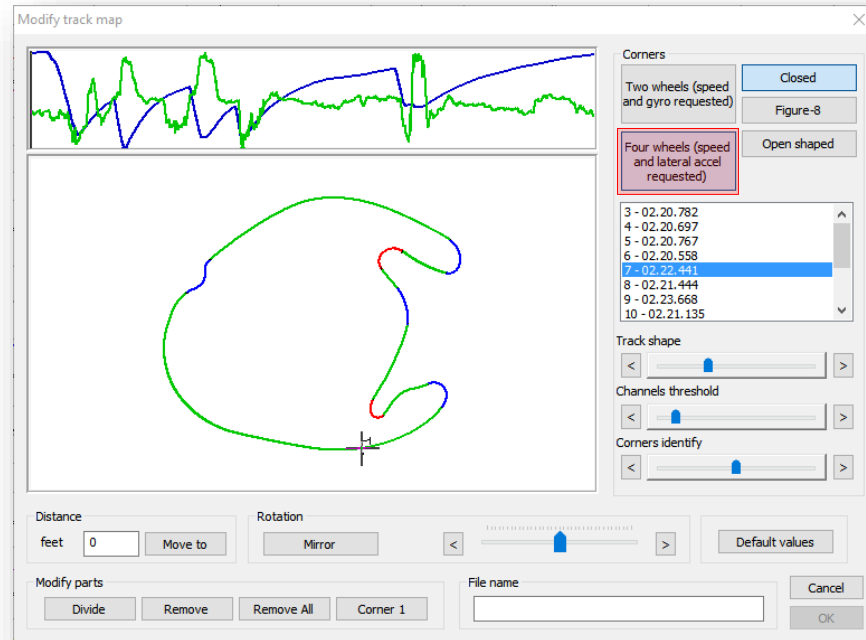 Modify track map
Corners
Two wheels (speed
and gyro requested)
Closed
Figure-8
Four wheels (speed
and lateral accel
requested)
Open shaped
3 - 02.20.782
4 - 02.20.697
5 - 02.20.767
6 - 02.20.558
7 - 02.22.441
8 - 02.21.444
9 - 02.23.668
10 - 02.21.135
Track shape
< >
Channels threshold
< >
Corners identify
< >
Distance
feet 0 Move to
Rotation
Mirror < >
Default values
Modify parts
Divide Remove Remove All Corner 1
File name
Cancel
OK